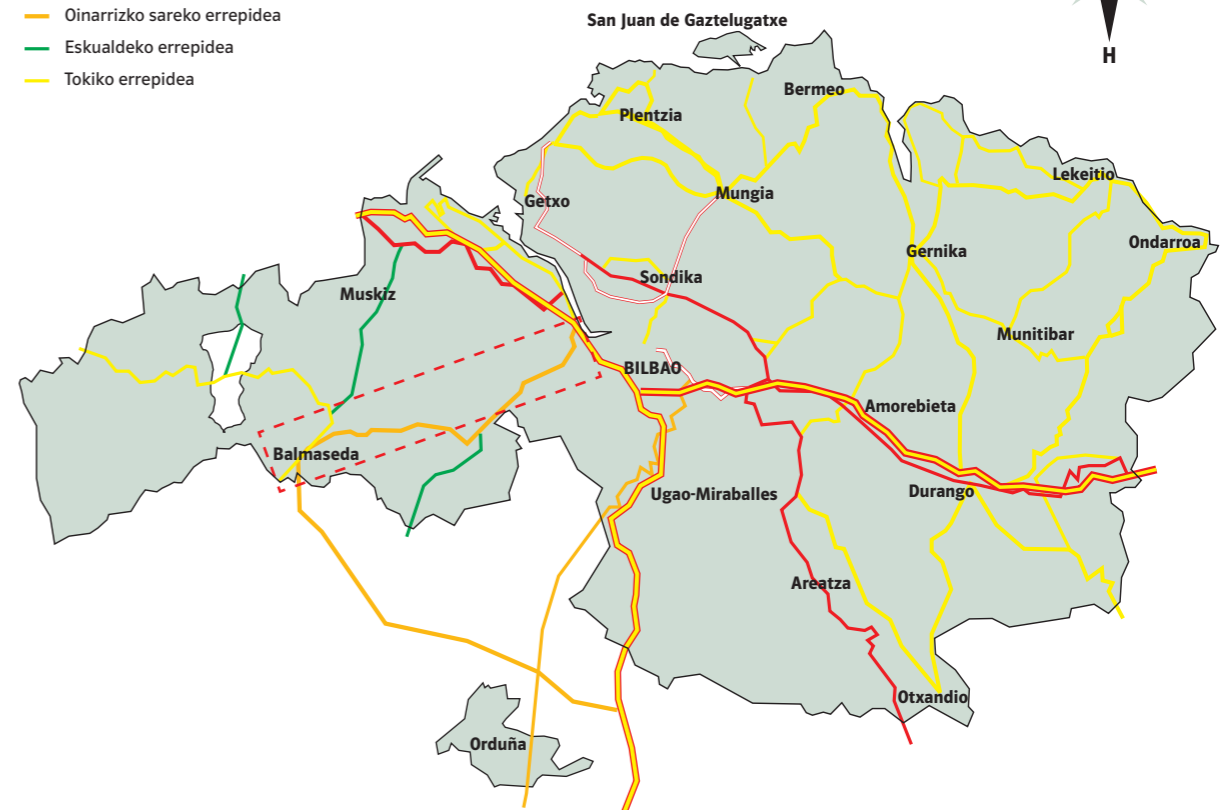 Oinarrizko sareko errepidea
Eskualdeko errepidea
Tokiko errepidea
San Juan de Gaztelugatxe
H
Bermeo
Plentzia
Lekeitio
Mungia
Getxo
Ondarroa
Gernika
Sondika
Muskiz
Munitibar
BILBAO
Amorebieta
Balmaseda
Ugao-Miraballes
Durango
Areatza
Otxandio
Orduña